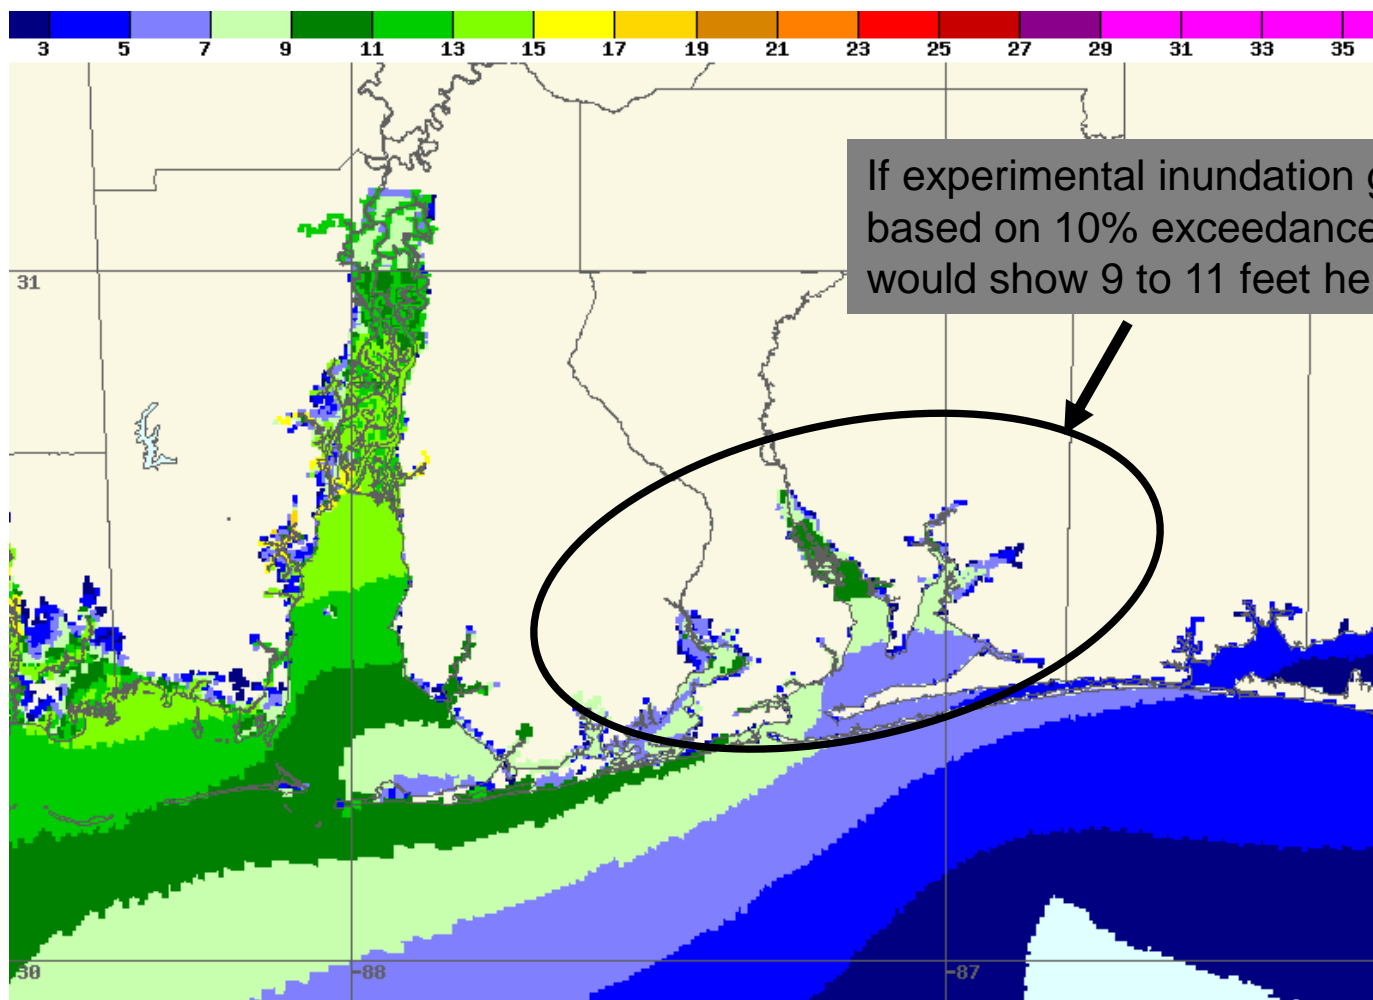 3 5 7 9 11 13 15 17 19 21 23 25 27 29 31 33 35
If experimental inundation
based on 10% exceedance
would show 9 to 11 feet
31
30 -88 -87